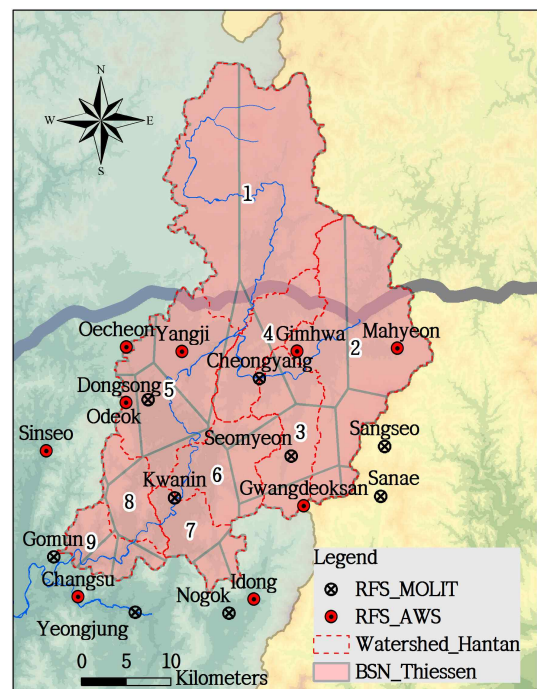 N
W E
S
1
Oecheon Yangji 4 Gimhwa Mahyeon
2
Cheongyang
Dongsong 5
Odeok
Sinseo Seomyeon 3 Sangseo
6
Kwanin Gwangdeoksan Sanae
8
7
Gomun 9
Changsu
Nogok Idong
Yeongjung
0 5 10
Kilometers
Legend
RFS_MOLIT
RFS_AWS
Watershed_Hantan
BSN_Thiessen